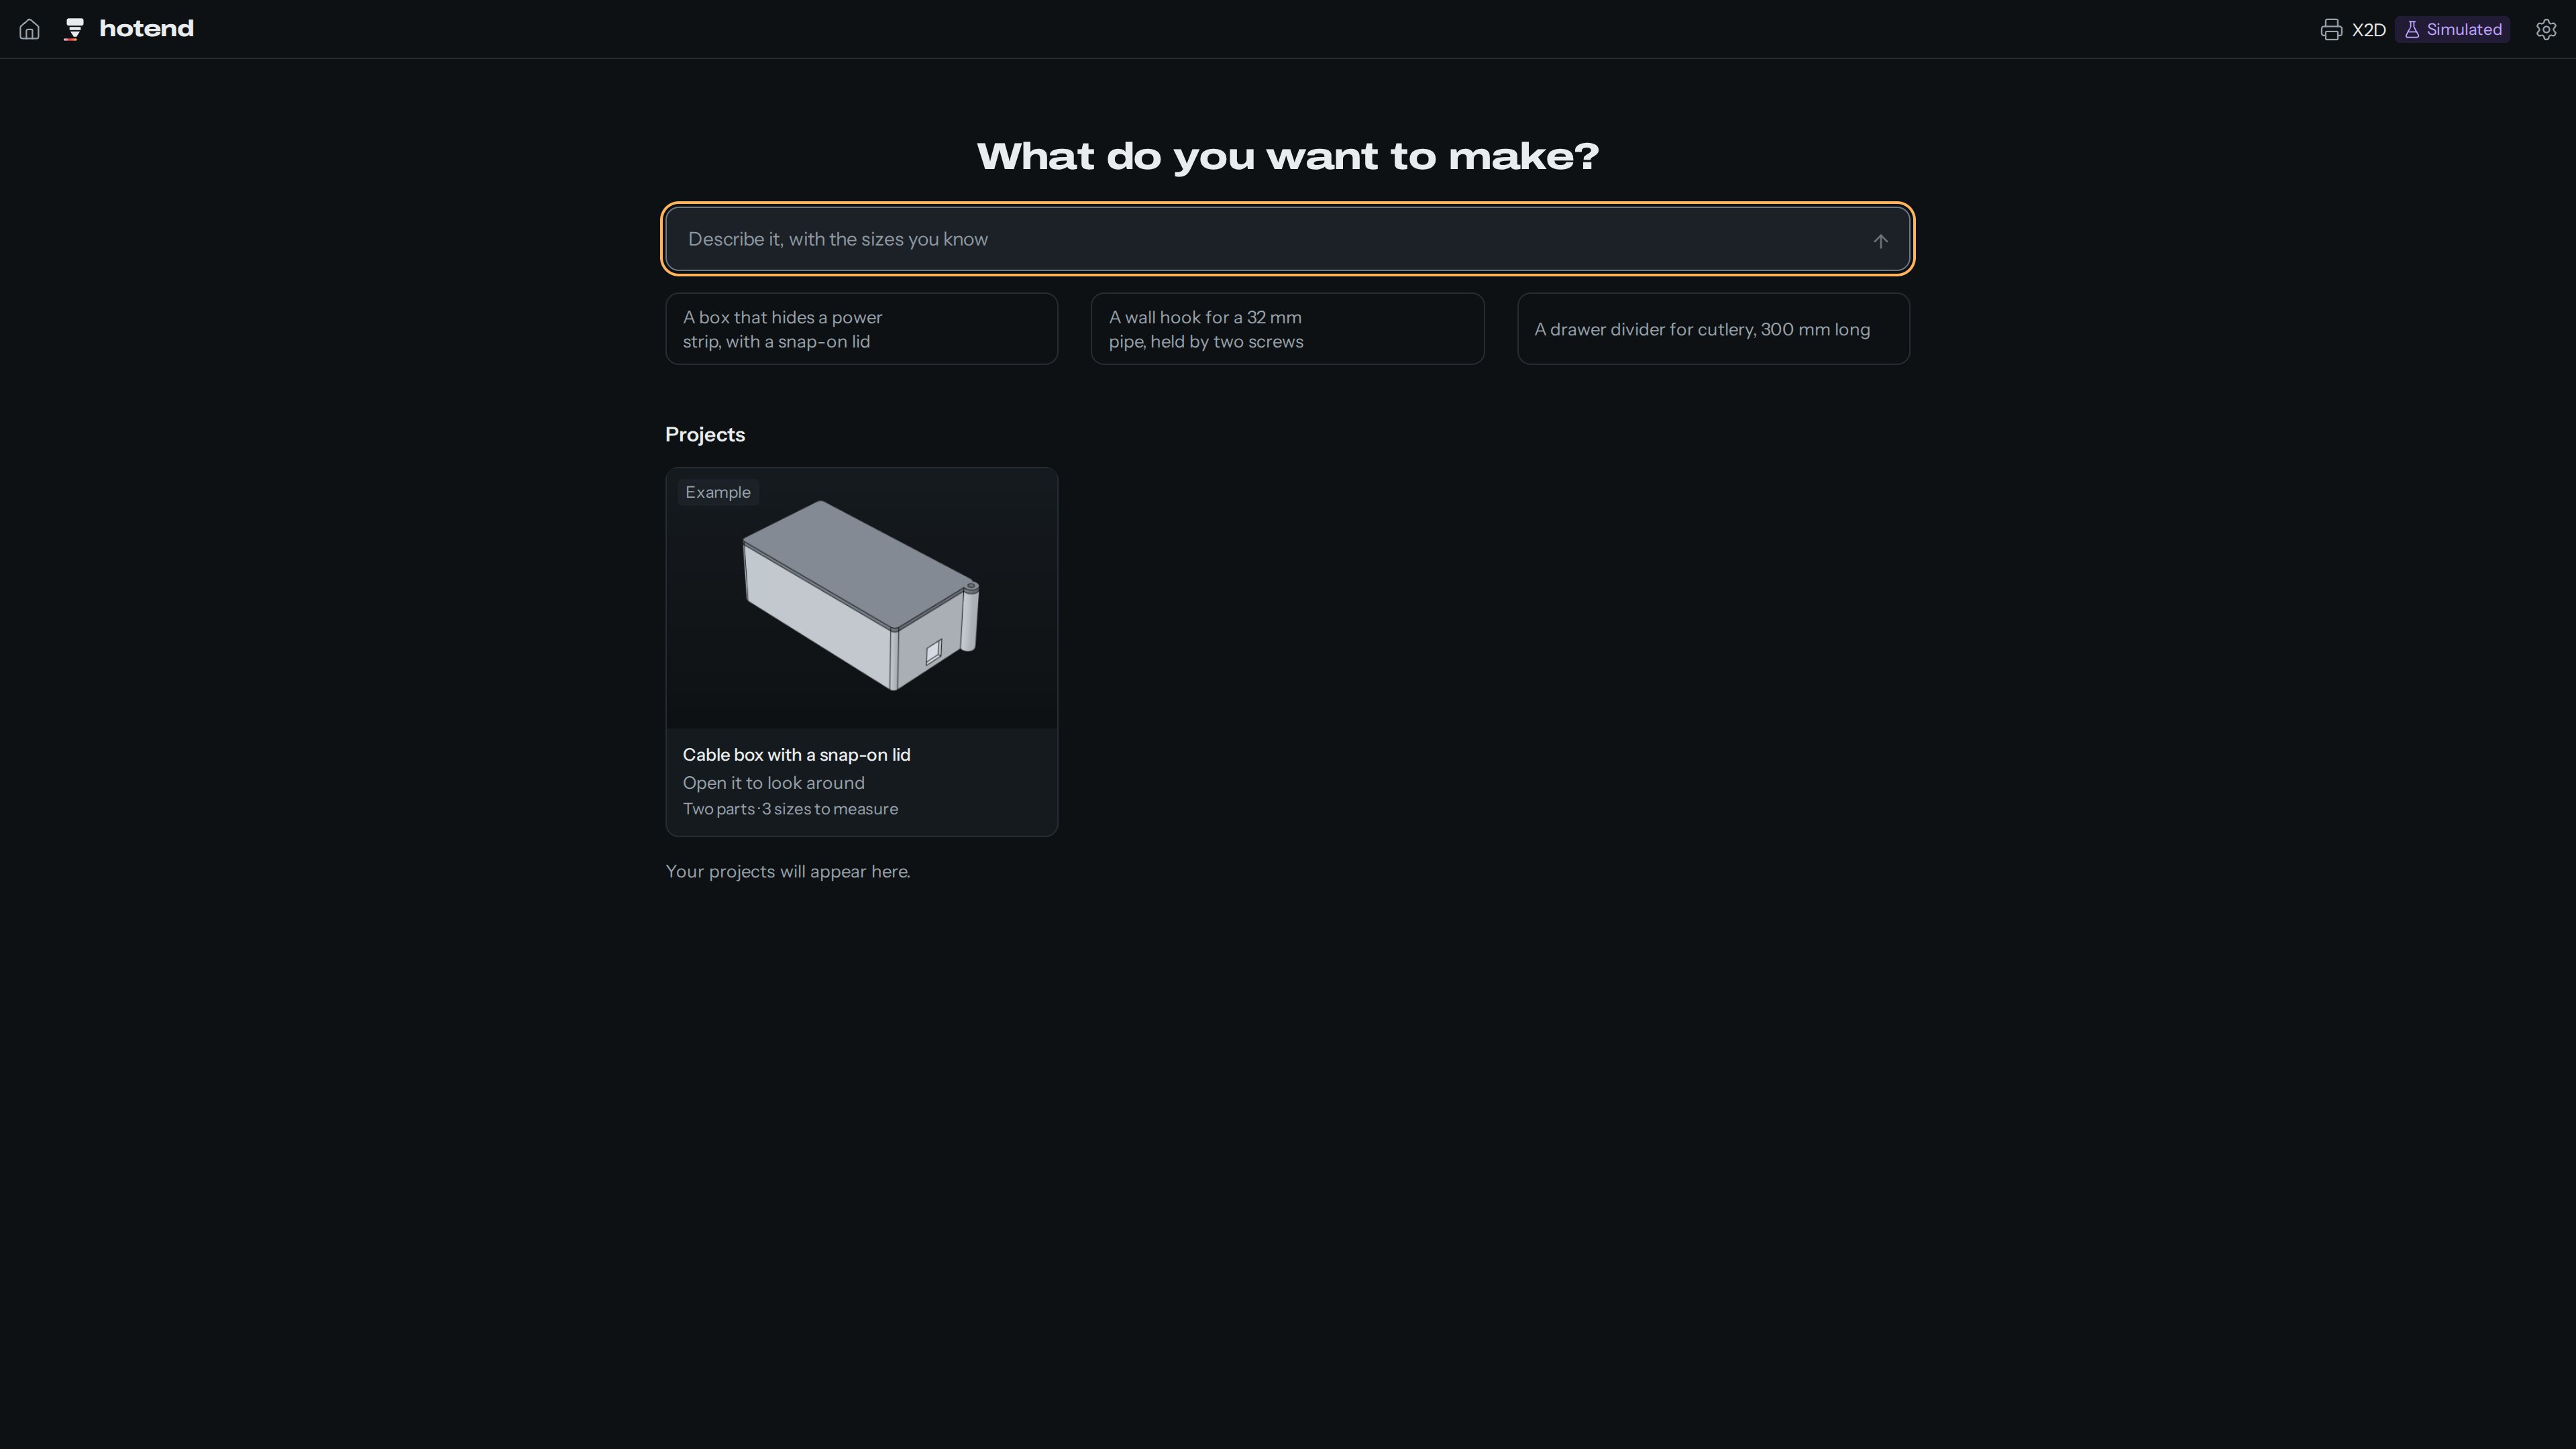 hotend
X2D
Simulated
What do you want to make?
Describe it, with the sizes you know
A box that hides a power
strip, with a snap-on lid
A wall hook for a 32 mm
pipe, held by two screws
A drawer divider for cutlery, 300 mm long
Projects
Example
Cable box with a snap-on lid
Open it to look around
Two parts · 3 sizes to measure
Your projects will appear here.